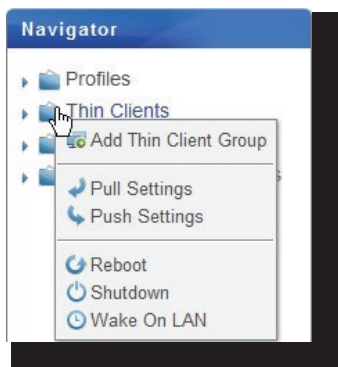 Navigator
Profiles
Thin Clients
Add Thin Client Group
Pull Settings
Push Settings
Reboot
Shutdown
Wake On LAN